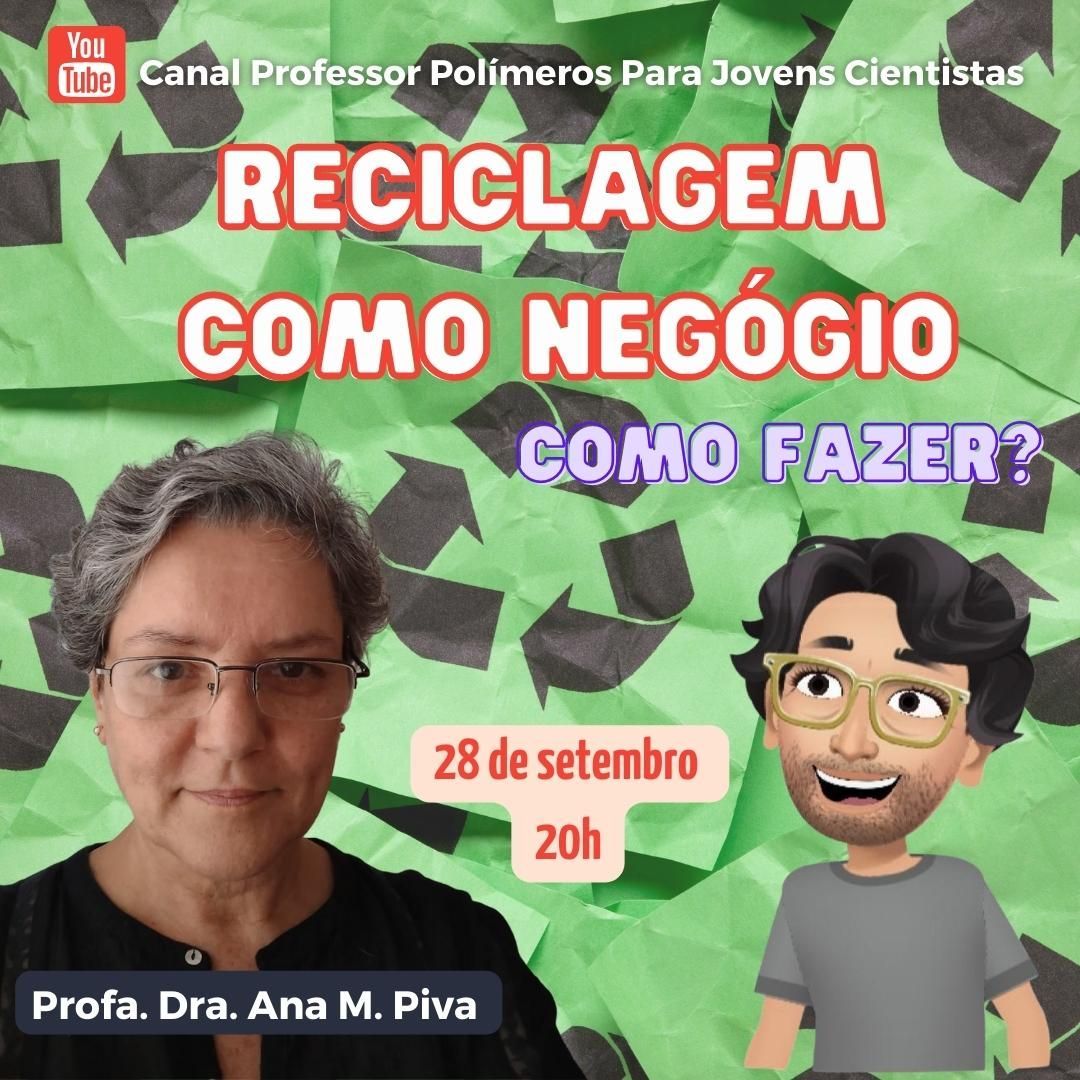 You
Tube
Canal Professor Polímeros Para Jovens Cientistas
RECICLAGEM
COMO NEGÓGIO
COMO FAZER?
28 de setembro
20h
Profa. Dra. Ana M. Piva